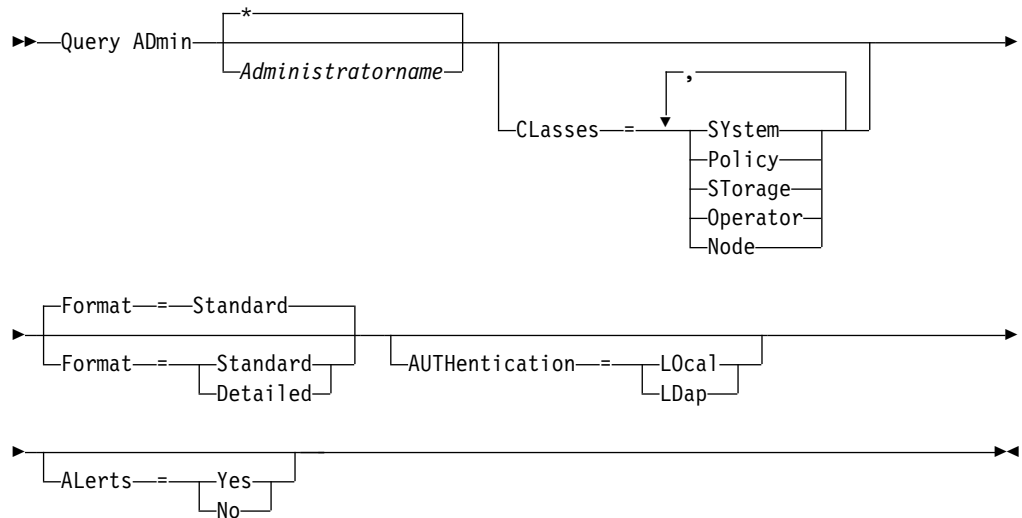 *
Query ADmin
Administratorname
,
CLasses = SYstem
Policy
STorage
Operator
Node
Format = Standard
Format = Standard
Detailed
AUTHentication = LOcal
LDap
ALerts = Yes
No